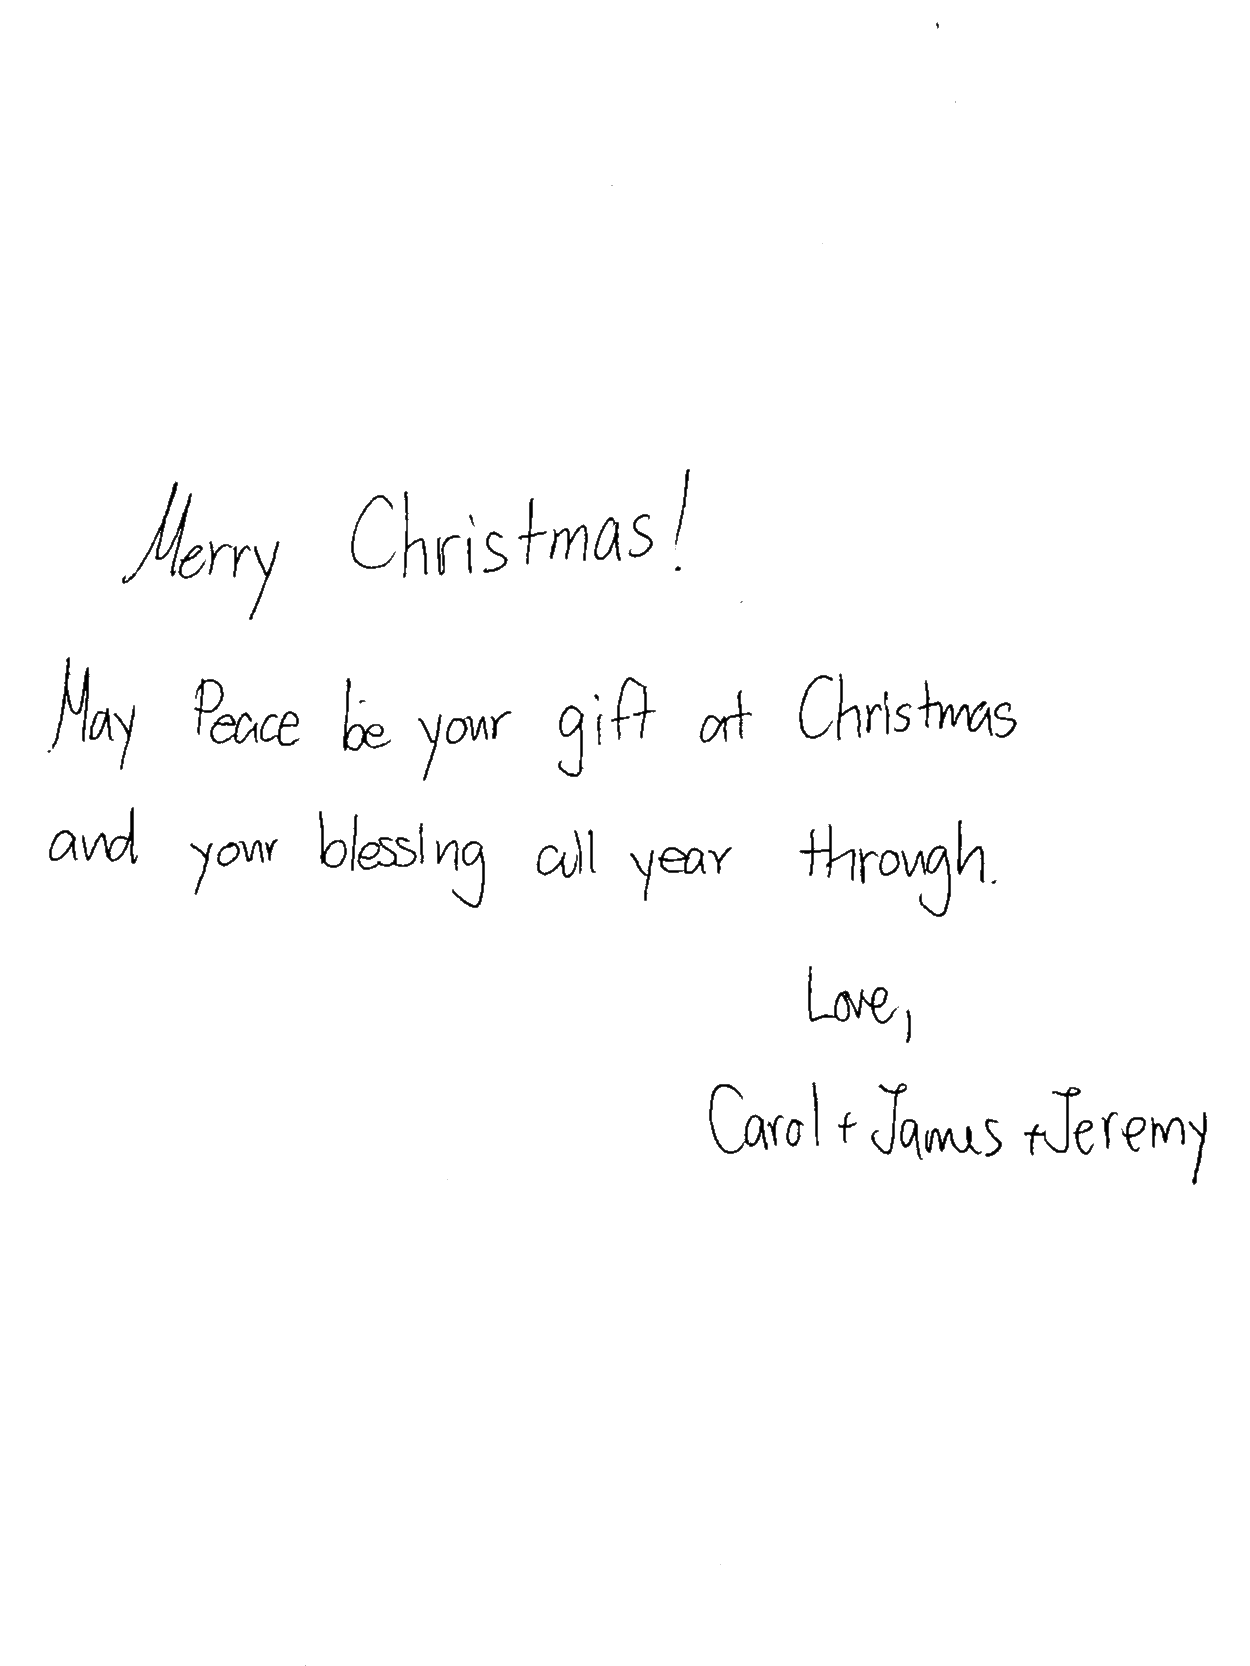 Merry Christmas!
May Peace be your gift at Christmas
and your blessing all year through.
Love,
Carol + James + Jeremy